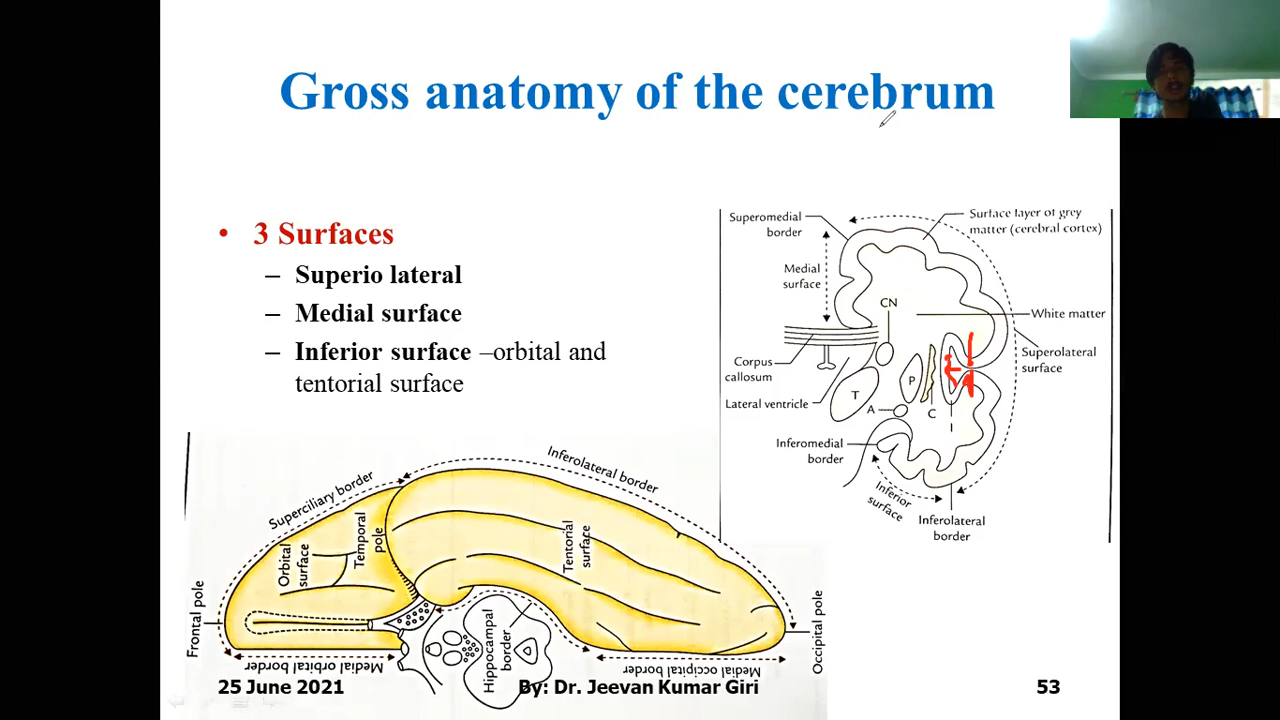 Gross anatomy of the cerebrum
• 3 Surfaces
– Superio lateral
– Medial surface
– Inferior surface –orbital and
tentorial surface
Superomedial
border
Surface layer of grey
matter (cerebral cortex)
Medial
surface
CN
White matter
Superolateral
surface
Corpus
callosum
P
T
Lateral ventricle
A
C
I
Inferomedial
border
Inferior
surface
Inferolateral
border
Superciliary border
Inferolateral border
Orbital
surface
Temporal
pole
Tentorial
surface
Frontal pole
Occipital pole
Hippocampal
border
Medial orbital border
Medial occipital border
25 June 2021
By: Dr. Jeevan Kumar Giri
53